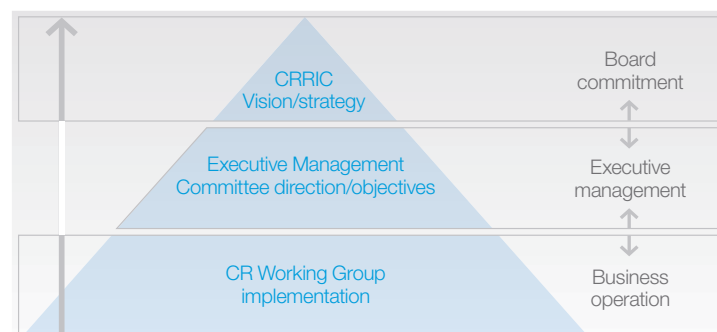 CRRIC
Vision/strategy
Board
commitment
Executive Management
Committee direction/objectives
Executive
management
CR Working Group
implementation
Business
operation